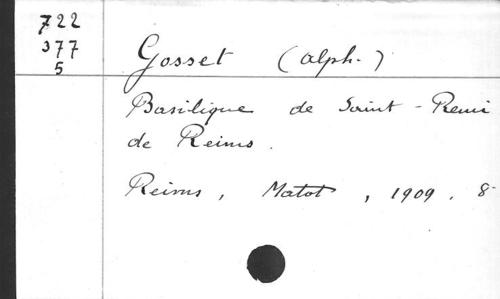 722
377
5
Gosset (Alph.)
Basilique de Saint-Remi
de Reims.
Reims, Matot, 1909. 8